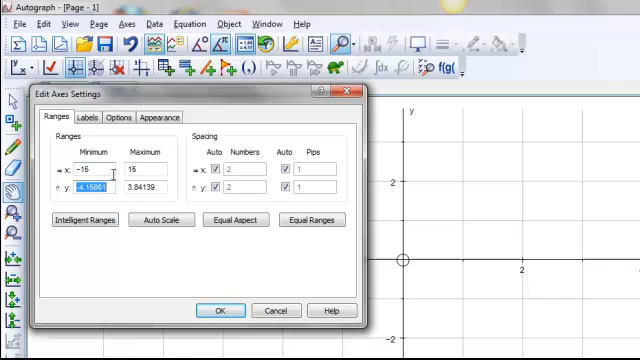 Autograph - [Page - 1]
File Edit View Page Axes Data Equation Object Window Help
Edit Axes Settings
Ranges Labels Options Appearance
Ranges Spacing
Minimum Maximum Auto Numbers Auto Pips
x: -15 15 x: 2 1
y: -4.15861 3.84139 y: 2 1
Intelligent Ranges Auto Scale Equal Aspect Equal Ranges
OK Cancel Help
y
2
2
-2